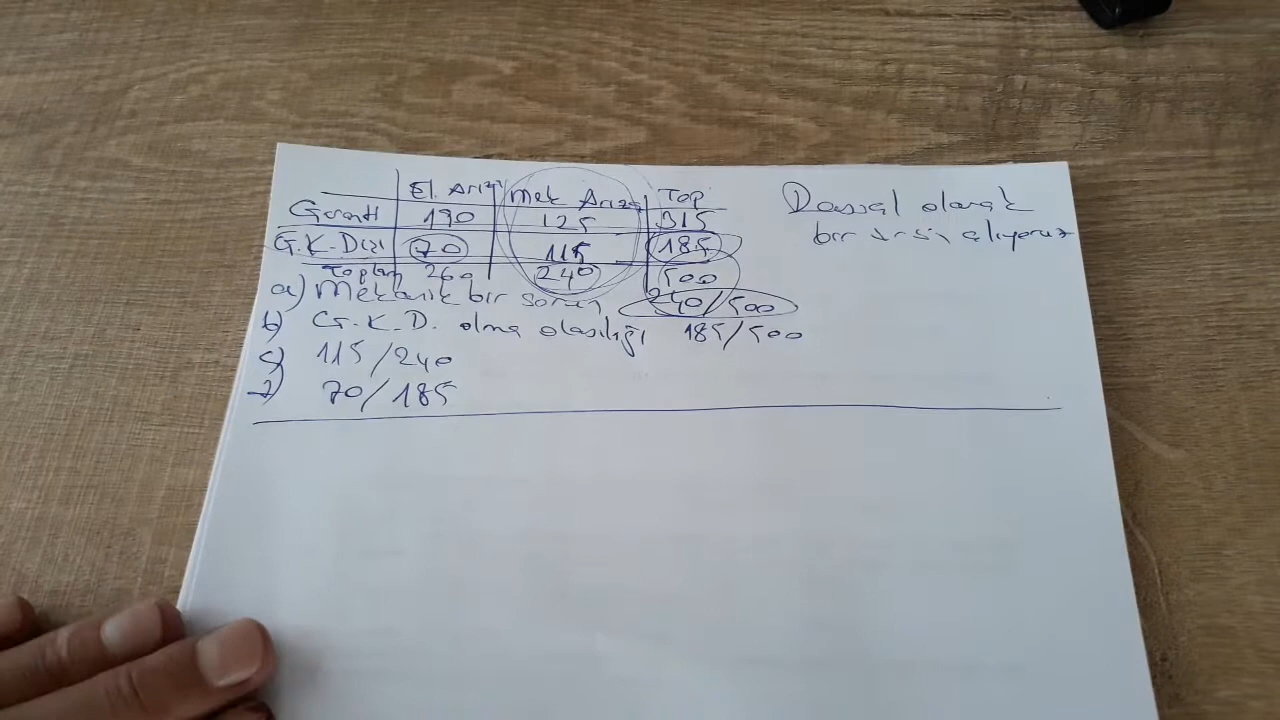 El. Arıza Mek Arıza Top
Garanti 190 125 315
G.K. Dışı 70 115 185
Toplam 260 240 500
a) Mekanik bir sorun 240/500
b) G.K.D. olma olasılığı 185/500
c) 115/240
d) 70/185
Rassal olarak
bir ürün alıyoruz